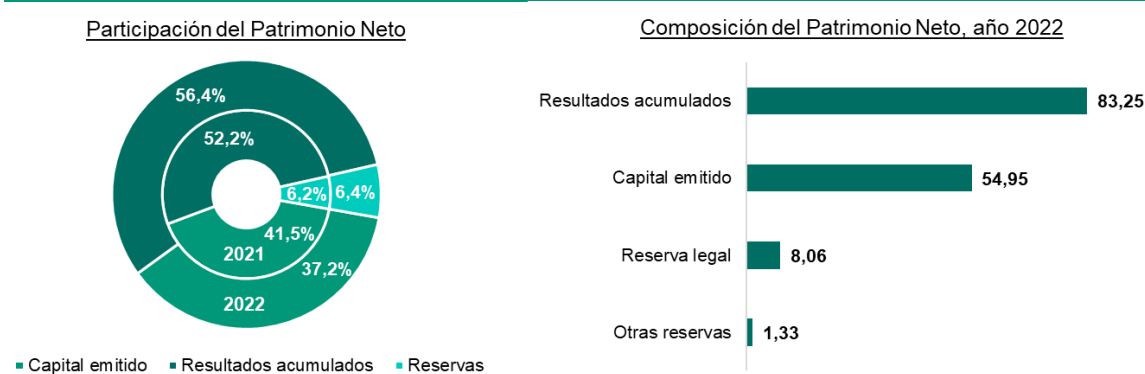 Participación del Patrimonio Neto
56,4%
52,2%
6,2%
6,4%
41,5%
2021
37,2%
2022
Capital emitido
Resultados acumulados
Reservas
Composición del Patrimonio Neto, año 2022
Resultados acumulados
83,25
Capital emitido
54,95
Reserva legal
8,06
Otras reservas
1,33